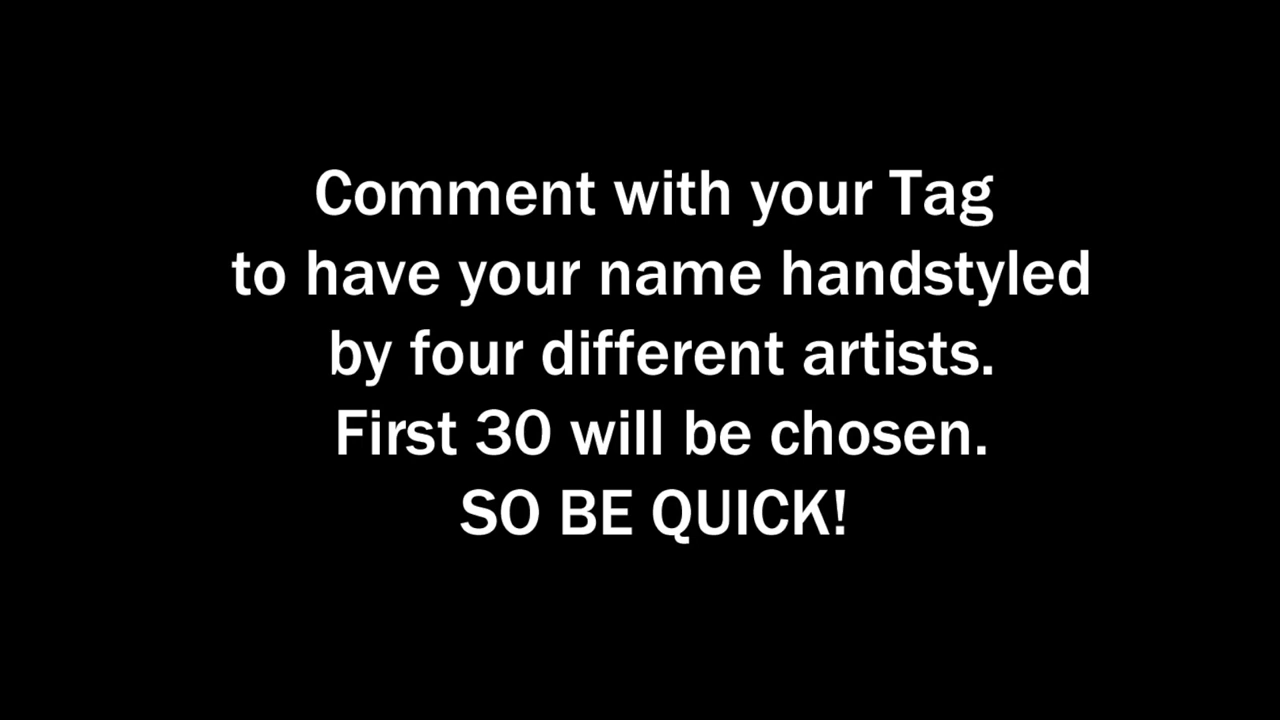 Comment with your Tag
to have your name handstyled
by four different artists.
First 30 will be chosen.
SO BE QUICK!